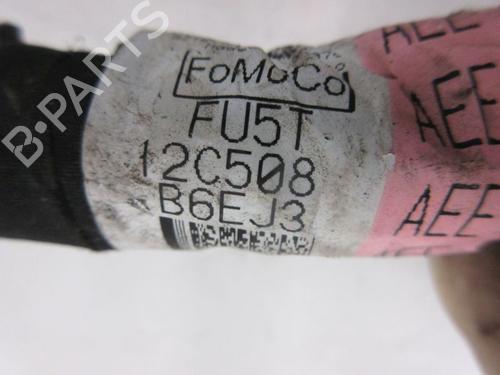 FoMoCo
FU5T
12C508
B6EJ3
AEE
AEE
AEE
B-PARTS